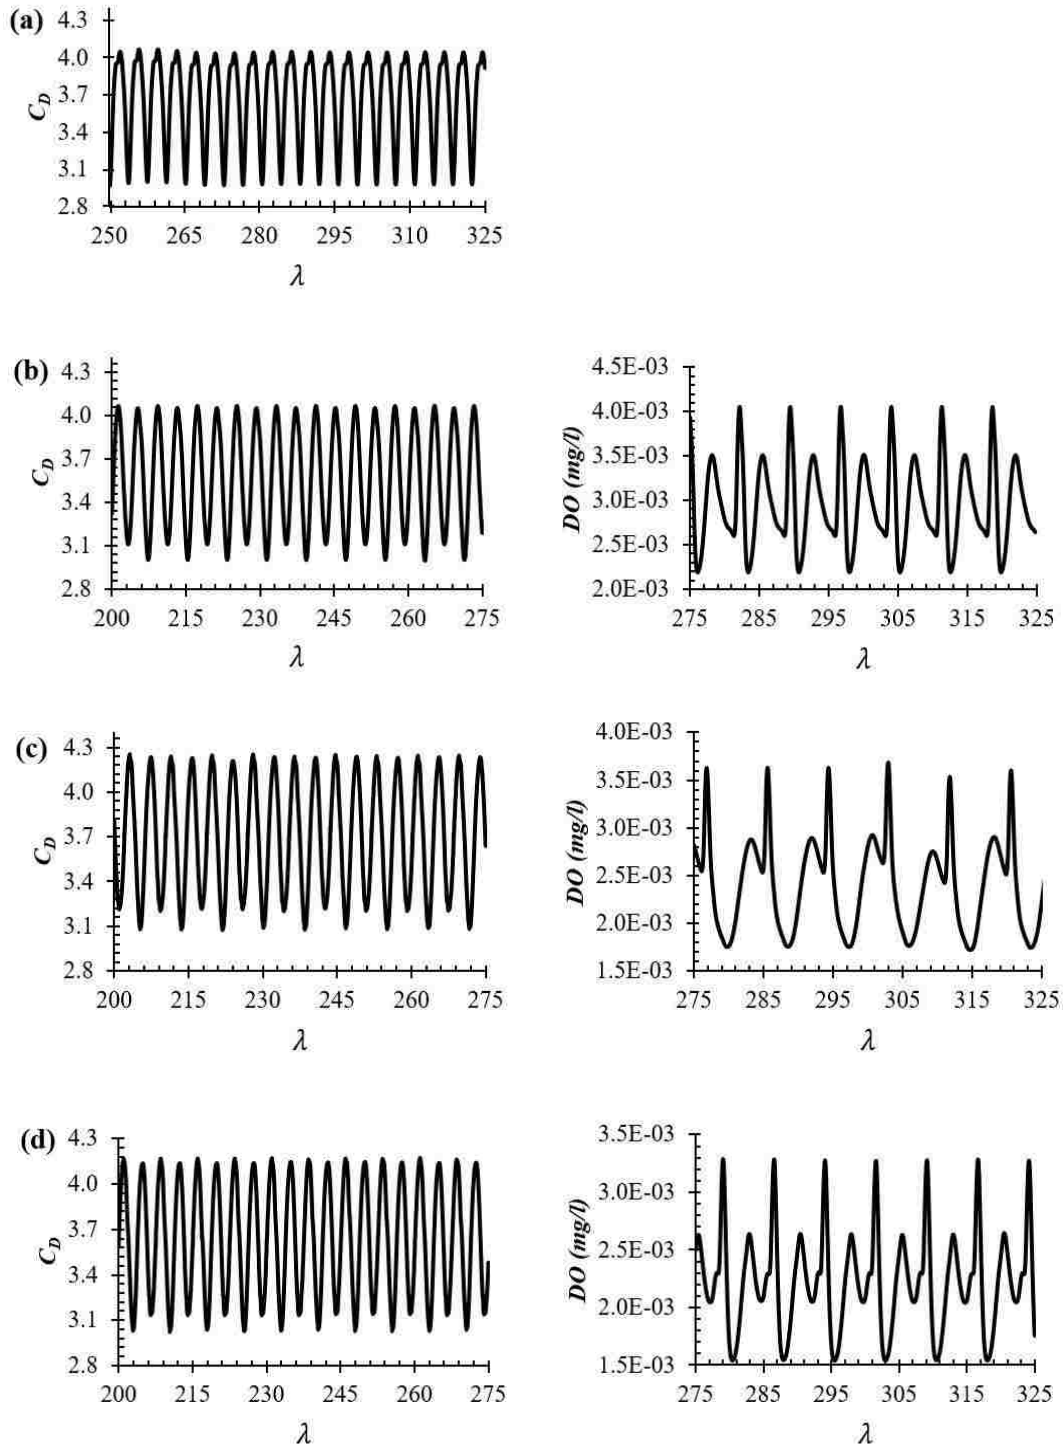 (a)
4.3
4.0
3.7
3.4
3.1
2.8
C_D
250 265 280 295 310 325
λ
(b)
4.3
4.0
3.7
3.4
3.1
2.8
C_D
200 215 230 245 260 275
λ
4.5E-03
4.0E-03
3.5E-03
3.0E-03
2.5E-03
2.0E-03
DO (mg/l)
275 285 295 305 315 325
λ
(c)
4.3
4.0
3.7
3.4
3.1
2.8
C_D
200 215 230 245 260 275
λ
4.0E-03
3.5E-03
3.0E-03
2.5E-03
2.0E-03
1.5E-03
DO (mg/l)
275 285 295 305 315 325
λ
(d)
4.3
4.0
3.7
3.4
3.1
2.8
C_D
200 215 230 245 260 275
λ
3.5E-03
3.0E-03
2.5E-03
2.0E-03
1.5E-03
DO (mg/l)
275 285 295 305 315 325
λ